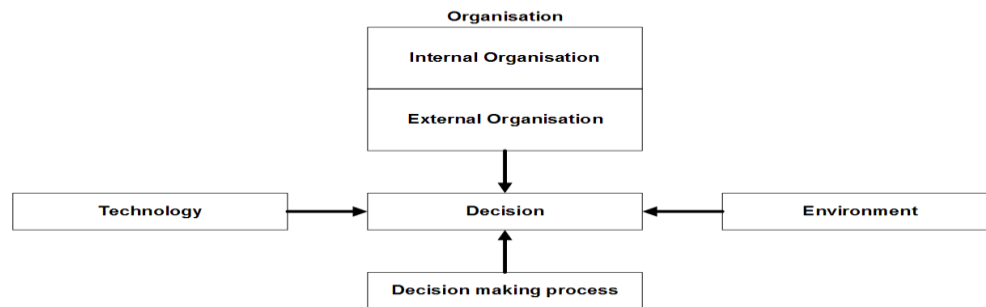 Organisation
Internal Organisation
External Organisation
Technology
Decision
Environment
Decision making process